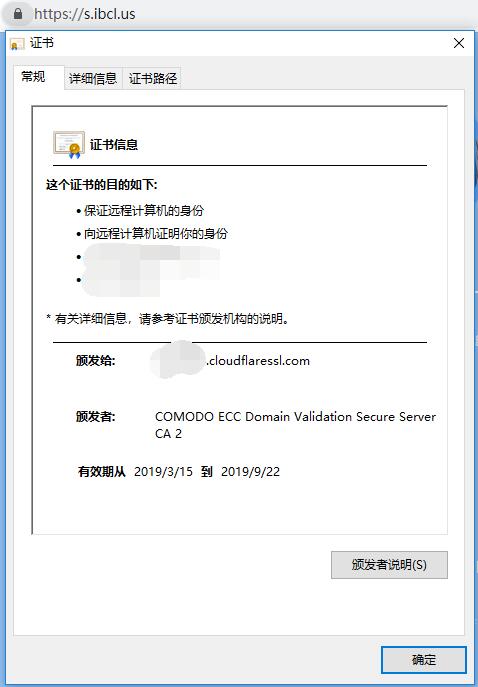 https://s.ibcl.us
证书
常规 详细信息 证书路径
证书信息
这个证书的目的如下:
• 保证远程计算机的身份
• 向远程计算机证明你的身份
•
•
* 有关详细信息，请参考证书颁发机构的说明。
颁发给: .cloudflaressl.com
颁发者: COMODO ECC Domain Validation Secure Server
CA 2
有效期从 2019/3/15 到 2019/9/22
颁发者说明(S)
确定